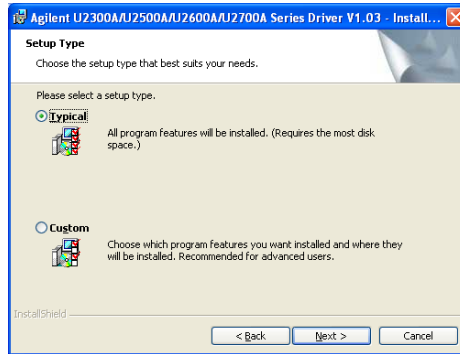 Agilent U2300A/U2500A/U2600A/U2700A Series Driver V1.03 - Install...
Setup Type
Choose the setup type that best suits your needs.
Please select a setup type.
Typical
All program features will be installed. (Requires the most disk
space.)
Custom
Choose which program features you want installed and where they
will be installed. Recommended for advanced users.
InstallShield
< Back
Next >
Cancel